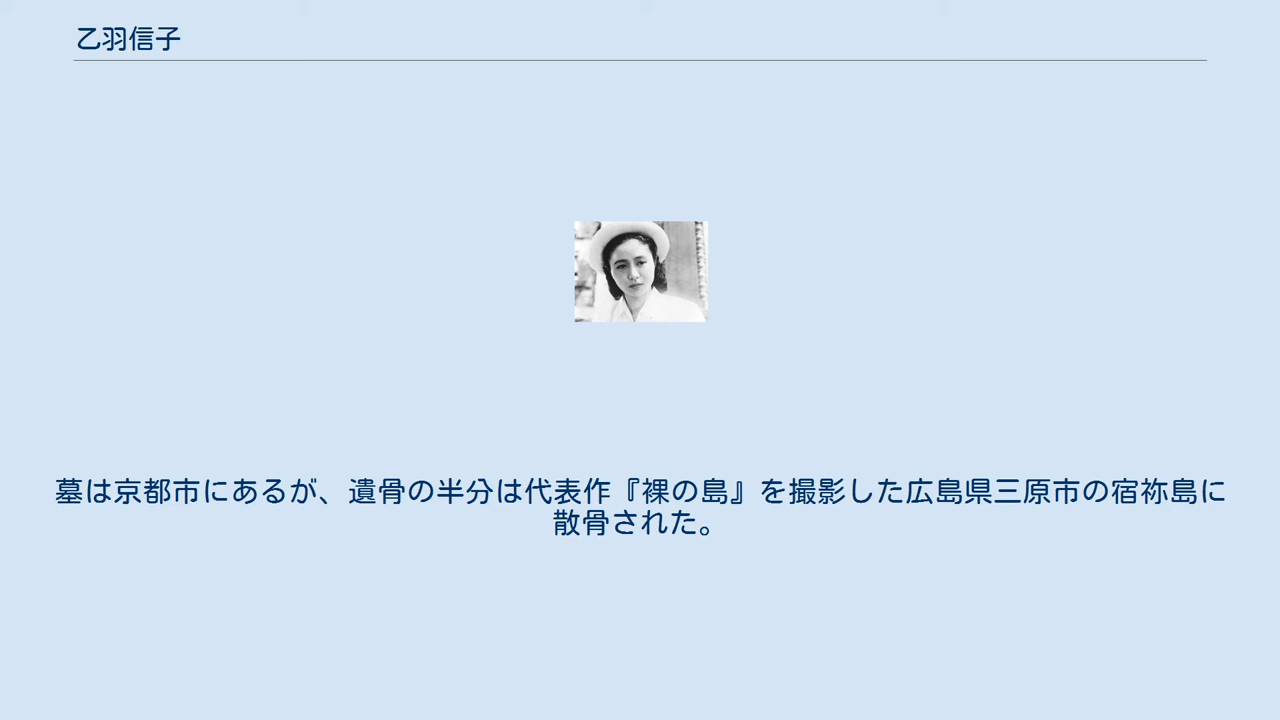 乙羽信子
墓は京都市にあるが、遺骨の半分は代表作『裸の島』を撮影した広島県三原市の宿祢島に
散骨された。